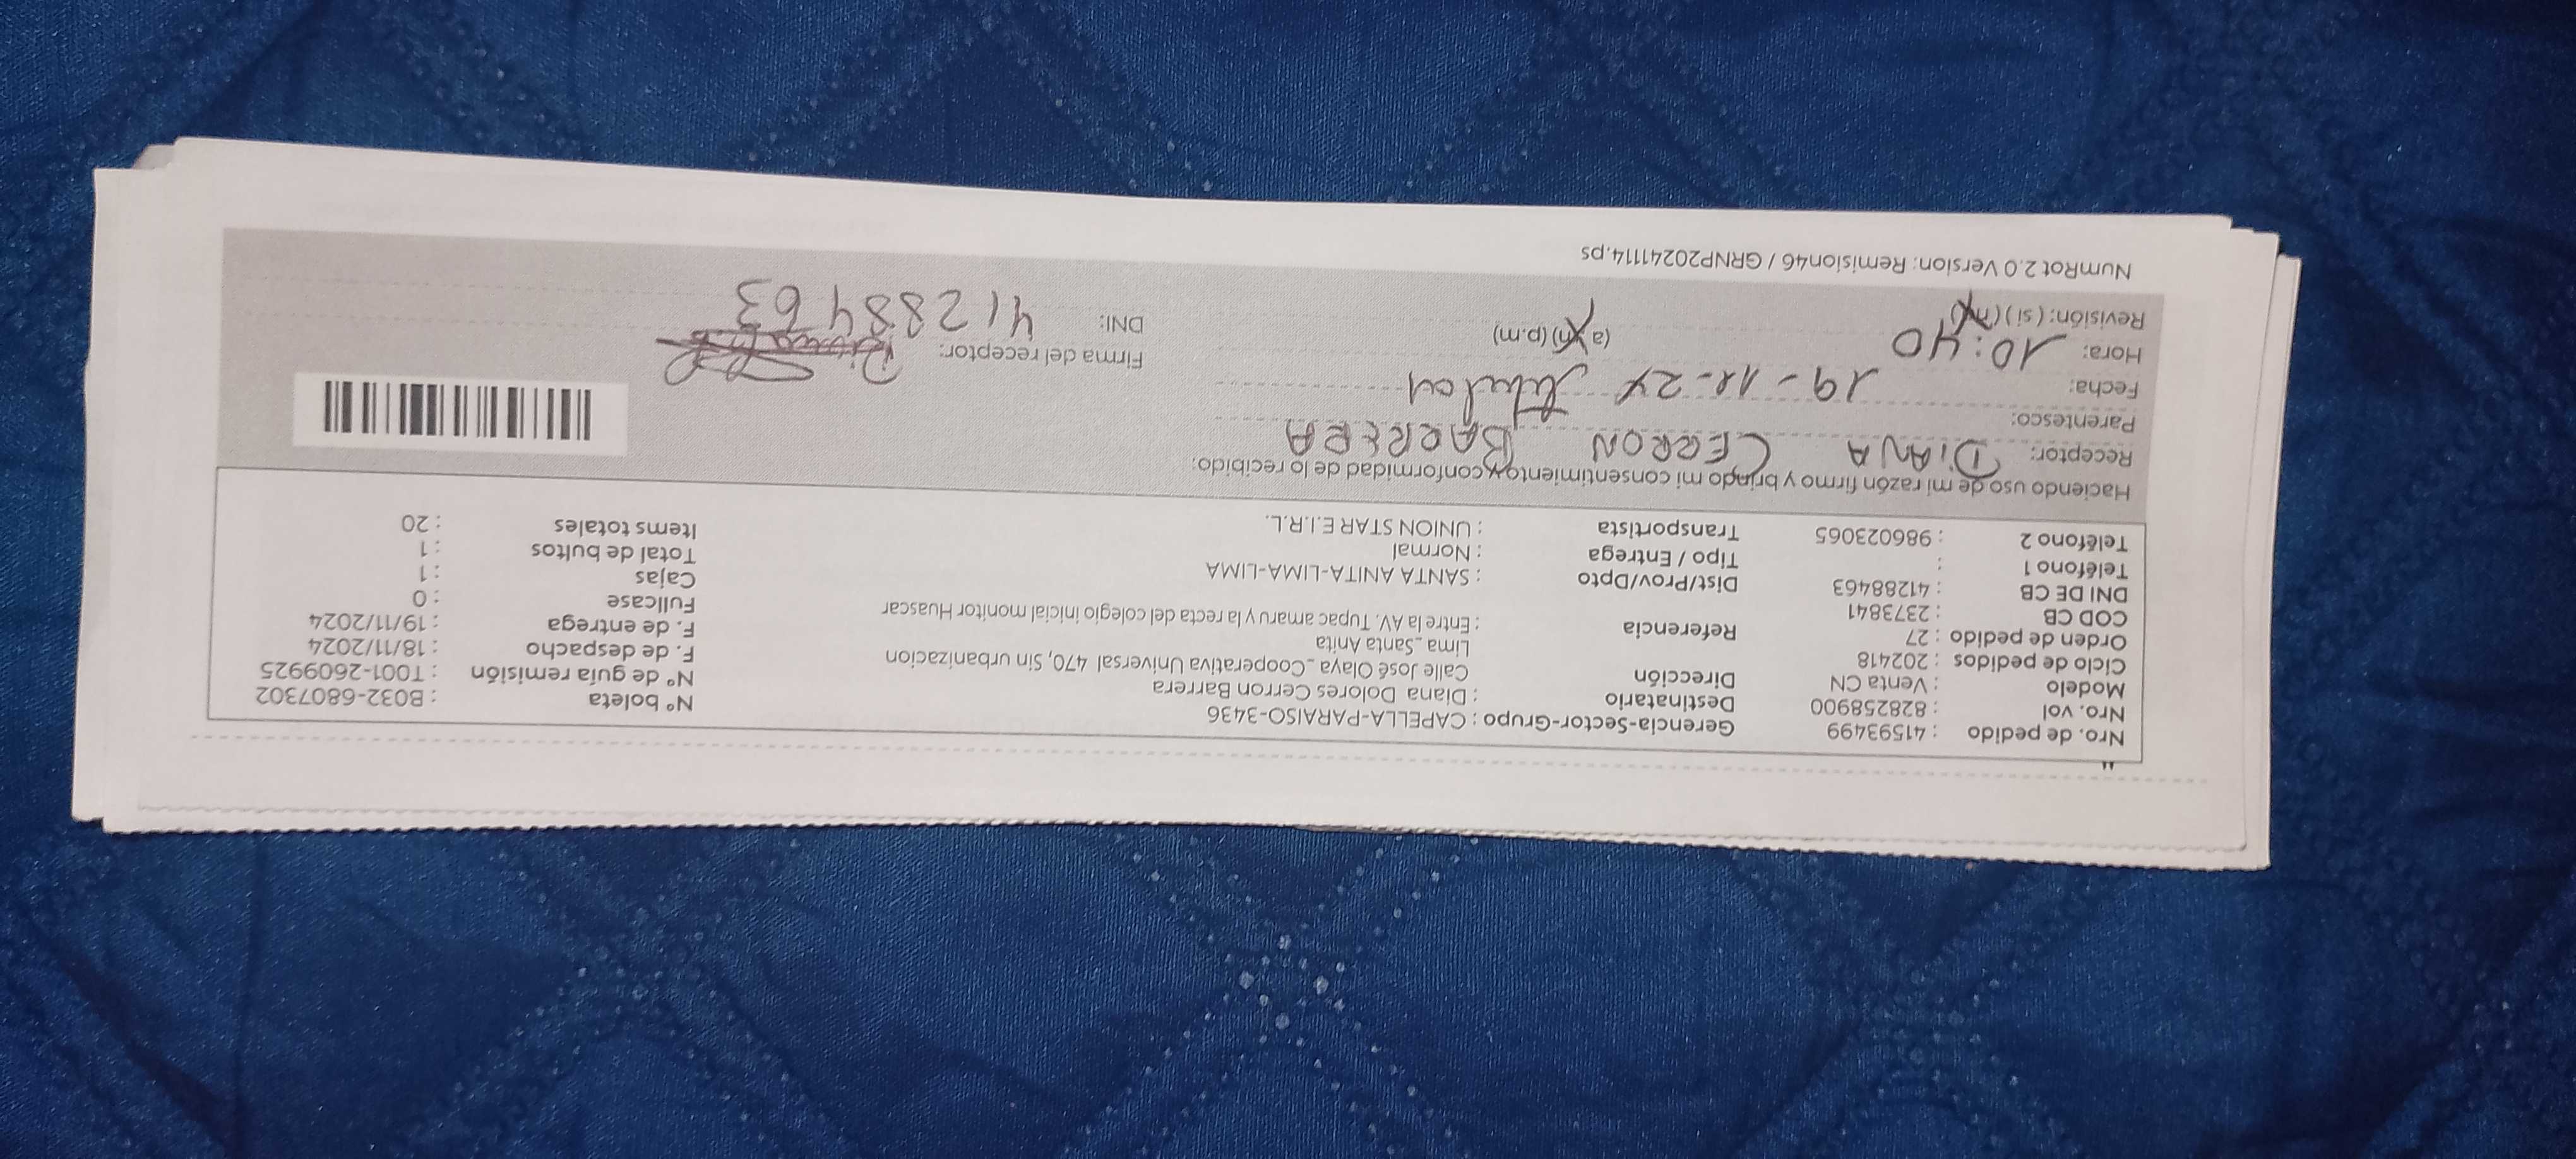 "
Nro. de pedido : 41593499 Gerencia-Sector-Grupo : CAPELLA-PARAISO-3436
Nro. vol : 828258900 Destinatario : Diana Dolores Cerron Barrera Nº boleta : B032-6807302
Modelo : Venta CN Dirección Calle José Olaya _Cooperativa Universal 470, Sin urbanizacion Nº de guía remisión : T001-2609925
Ciclo de pedidos : 202418 Lima _Santa Anita F. de despacho : 18/11/2024
Orden de pedido : 27 Referencia : Entre la AV. Tupac amaru y la recta del colegio inicial monitor Huascar F. de entrega : 19/11/2024
COD CB : 2373841 Fullcase : 0
DNI DE CB : 41288463 Dist/Prov/Dpto : SANTA ANITA-LIMA-LIMA Cajas : 1
Teléfono 1 : Tipo / Entrega : Normal Total de bultos : 1
Teléfono 2 : 986023065 Transportista : UNION STAR E.I.R.L. Items totales : 20
Haciendo uso de mi razón firmo y brindo mi consentimiento y conformidad de lo recibido:
Receptor: DIANA CERRON BARRERA
Parentesco:
Fecha: 19-11-24 titular
Hora: 10:40 (a.m) (p.m) Firma del receptor:
Revisión: (si) (no) DNI: 41288463
NumRot 2.0 Version: Remision46 / GRNP20241114.ps